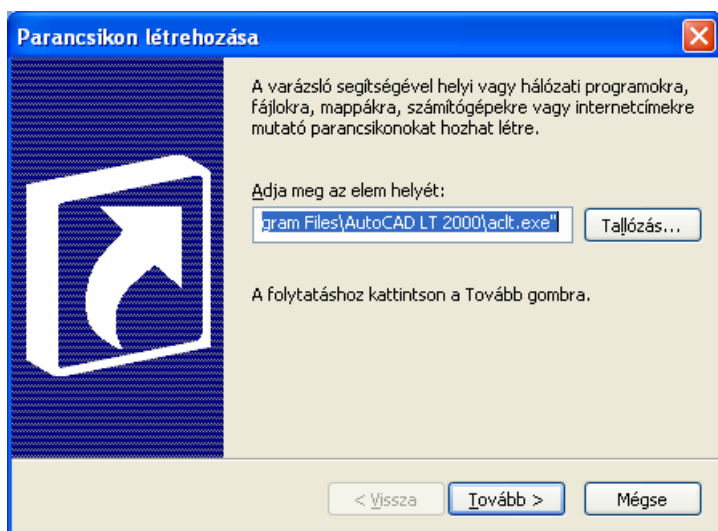 Parancsikon létrehozása
A varázsló segítségével helyi vagy hálózati programokra,
fájlokra, mappákra, számítógépekre vagy internetcímekre
mutató parancsikonokat hozhat létre.
Adja meg az elem helyét:
gram Files\AutoCAD LT 2000\aclt.exe" Tallózás...
A folytatáshoz kattintson a Tovább gombra.
< Vissza Tovább > Mégse